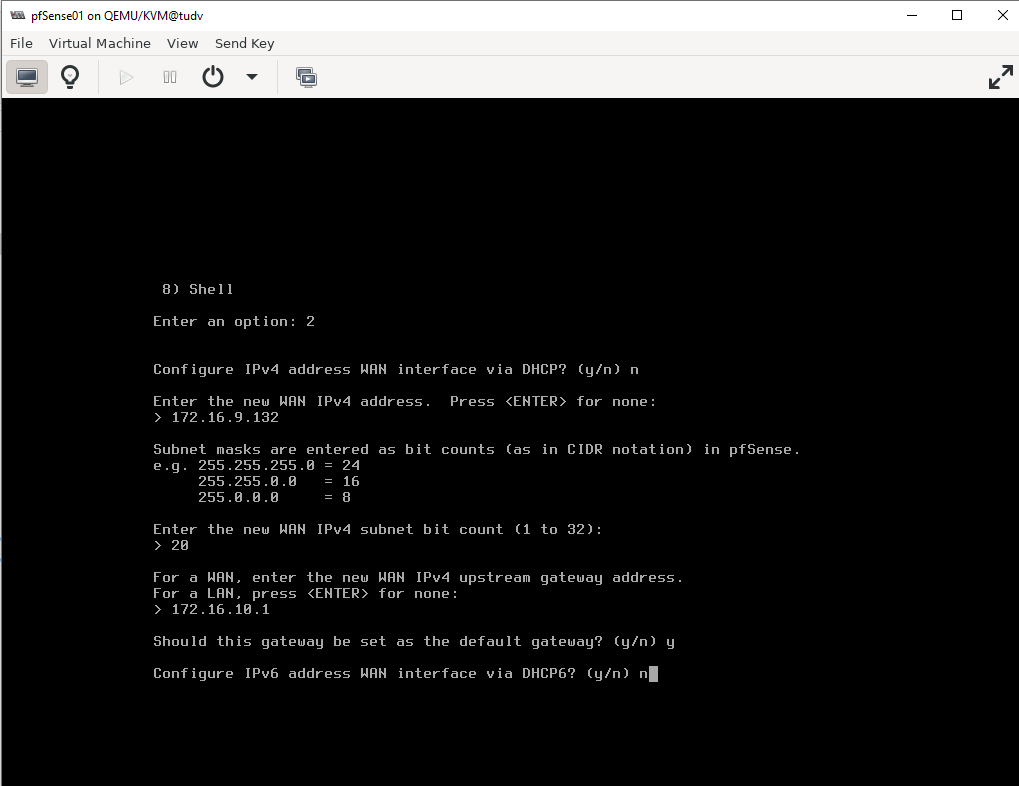 pfSense01 on QEMU/KVM@tudv
File Virtual Machine View Send Key
8) Shell
Enter an option: 2
Configure IPv4 address WAN interface via DHCP? (y/n) n
Enter the new WAN IPv4 address.  Press <ENTER> for none:
> 172.16.9.132
Subnet masks are entered as bit counts (as in CIDR notation) in pfSense.
e.g. 255.255.255.0 = 24
     255.255.0.0   = 16
     255.0.0.0     = 8
Enter the new WAN IPv4 subnet bit count (1 to 32):
> 20
For a WAN, enter the new WAN IPv4 upstream gateway address.
For a LAN, press <ENTER> for none:
> 172.16.10.1
Should this gateway be set as the default gateway? (y/n) y
Configure IPv6 address WAN interface via DHCP6? (y/n) n